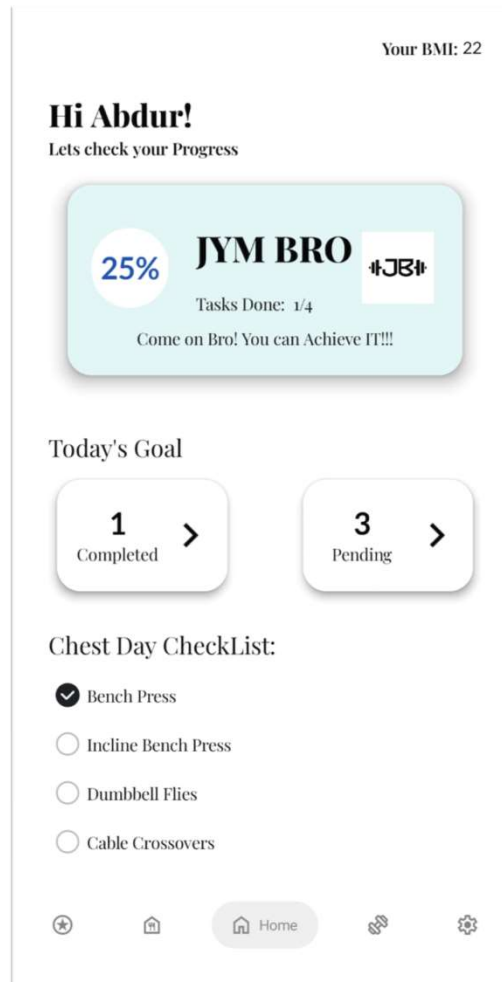 Your BMI: 22
Hi Abdur!
Lets check your Progress
25%
JYM BRO
JB
Tasks Done: 1/4
Come on Bro! You can Achieve IT!!!
Today's Goal
1
Completed
3
Pending
Chest Day CheckList:
Bench Press
Incline Bench Press
Dumbbell Flies
Cable Crossovers
Home